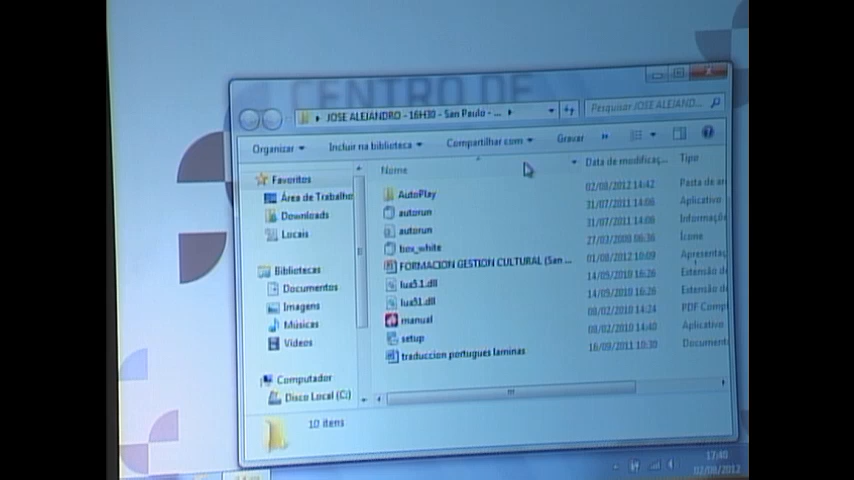 CENTRO DE
JOSE ALEJANDRO - 16H30 - San Paulo - ...
Pesquisar JOSE ALEJAND...
Organizar
Incluir na biblioteca
Compartilhar com
Gravar
»
Nome
Data de modificaç...
Tipo
Favoritos
Área de Trabalho
Downloads
Locais
Bibliotecas
Documentos
Imagens
Músicas
Vídeos
Computador
Disco Local (C:)
AutoPlay 02/08/2012 14:42 Pasta de ar
autorun 31/07/2011 14:06 Aplicativo
autorun 31/07/2011 14:06 Informaçõ
box_white 27/03/2008 06:36 Ícone
FORMACION GESTION CULTURAL (San ... 01/08/2012 10:09 Apresentaç
lua5.1.dll 14/05/2010 16:26 Extensão d
lua51.dll 14/05/2010 16:26 Extensão d
manual 08/02/2010 14:24 PDF Comp
setup 08/02/2010 14:40 Aplicativo
traduccion portugues laminas 16/09/2011 10:30 Document
10 itens
17:40
02/08/2012